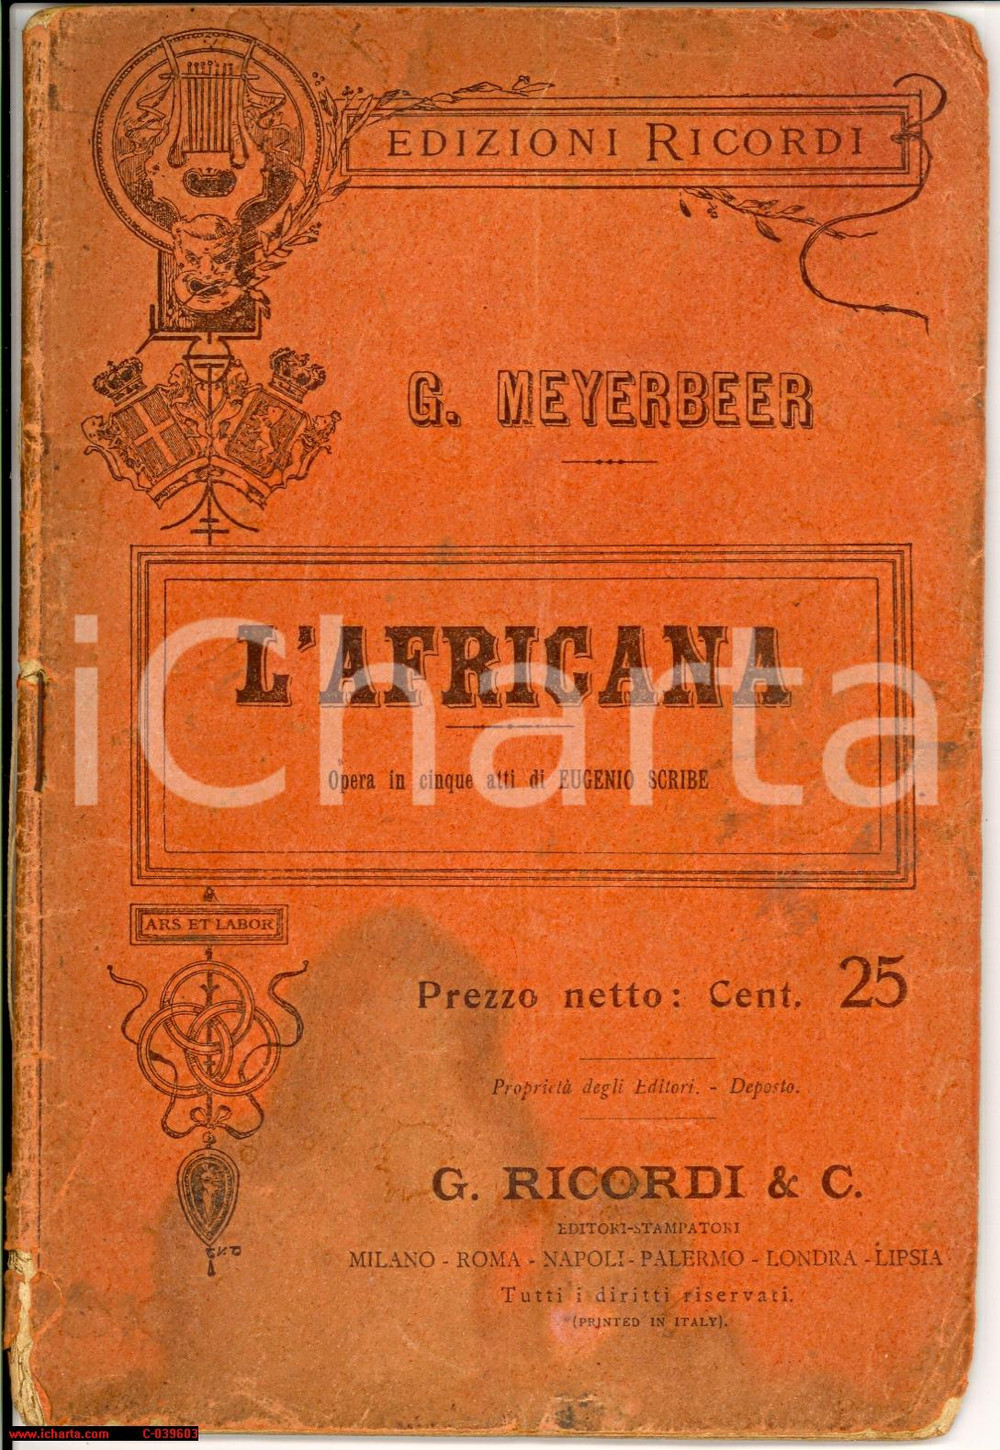 EDIZIONI RICORDI
G. MEYERBEER
L'AFRICANA
Opera in cinque atti di EUGENIO SCRIBE
ARS ET LABOR
Prezzo netto: Cent. 25
Proprietà degli Editori. - Deposto.
G. RICORDI & C.
EDITORI-STAMPATORI
MILANO - ROMA - NAPOLI - PALERMO - LONDRA - LIPSIA
Tutti i diritti riservati.
(PRINTED IN ITALY).
iCharta
www.icharta.com C-039603